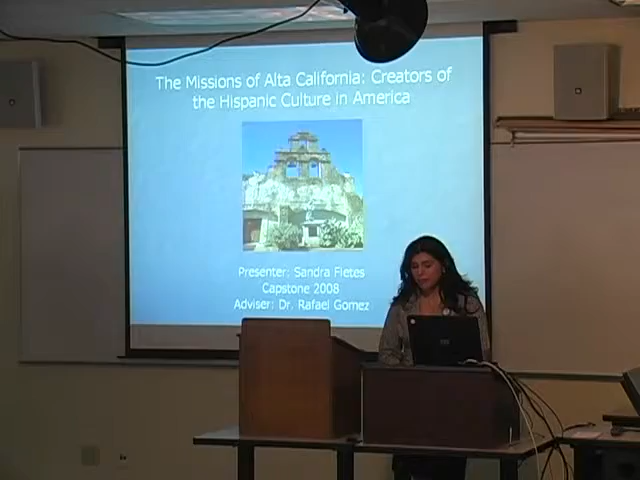 The Missions of Alta California: Creators of
the Hispanic Culture in America
Presenter: Sandra Fletes
Capstone 2008
Adviser: Dr. Rafael Gomez